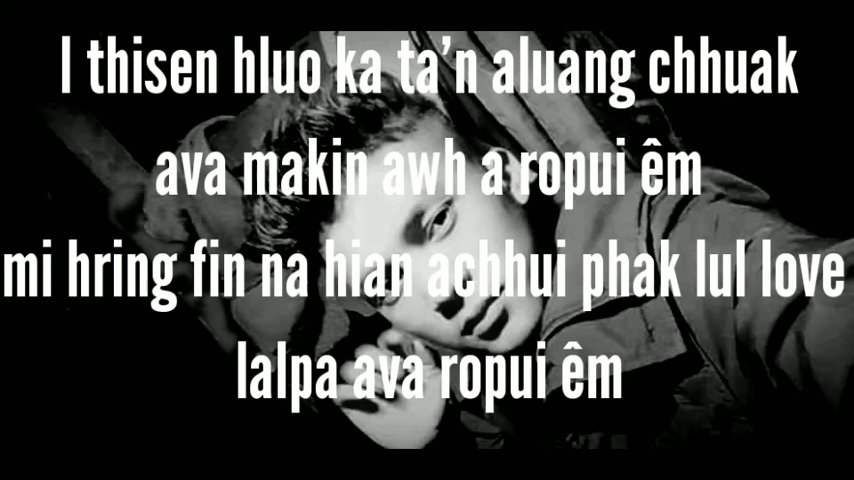 I thisen hluo ka ta’n aluang chhuak
ava makin awh a ropui êm
mi hring fin na hian achhui phak lul love
lalpa ava ropui êm